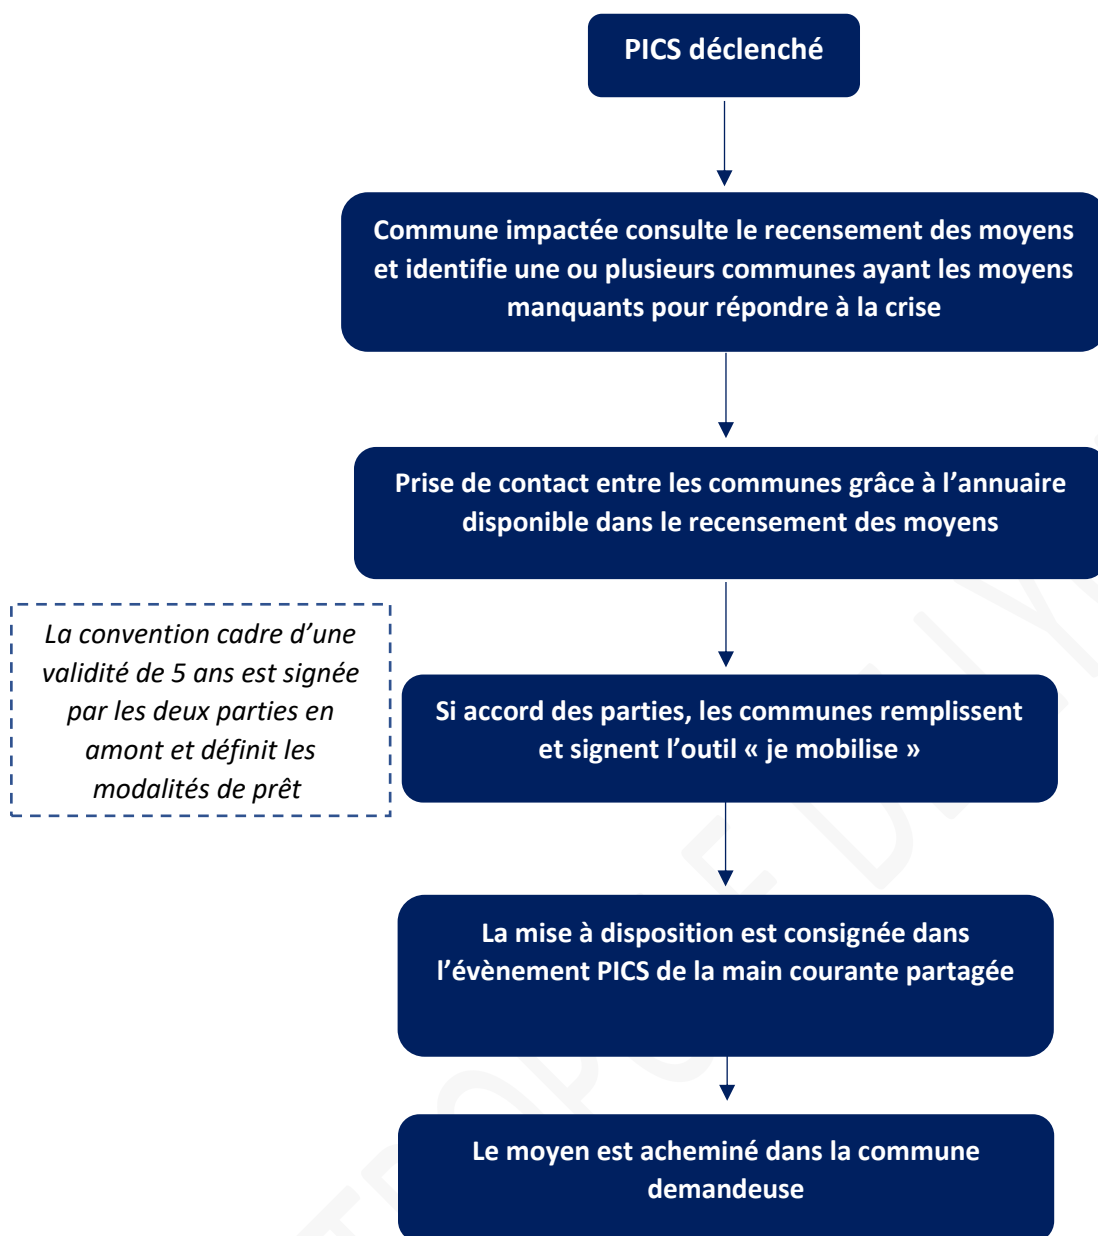 PICS déclenché
Commune impactée consulte le recensement des moyens
et identifie une ou plusieurs communes ayant les moyens
manquants pour répondre à la crise
Prise de contact entre les communes grâce à l’annuaire
disponible dans le recensement des moyens
La convention cadre d’une
validité de 5 ans est signée
par les deux parties en
amont et définit les
modalités de prêt
Si accord des parties, les communes remplissent
et signent l’outil « je mobilise »
La mise à disposition est consignée dans
l’évènement PICS de la main courante partagée
Le moyen est acheminé dans la commune
demandeuse